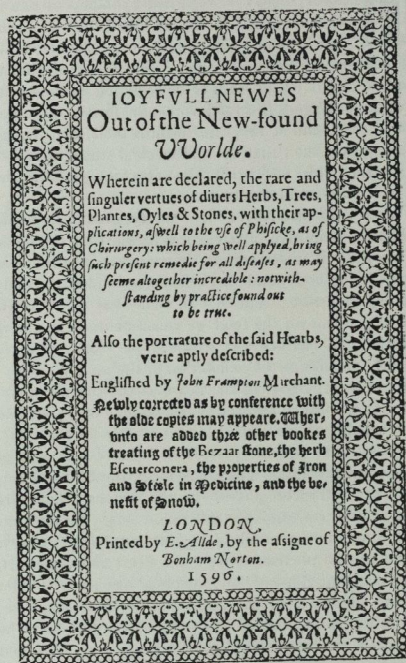 IOYFVLL NEWES
Out of the New-found
VVorlde.
Wherein are declared, the rare and
singuler vertues of diuers Herbs, Trees,
Plantes, Oyles & Stones, with their ap-
plications, aswell to the vse of Phisicke, as of
Chirurgery: which being well applyed, bring
such present remedie for all diseases, as may
seeme altogether incredible: notwith-
standing by practice found out
to be true.
Also the portrature of the said Hearbs,
verie aptly described:
Englished by John Frampton Marchant.
Newly corrected as by conference with
the olde copies may appeare. Wher-
vnto are added three other bookes
treating of the Bezaar stone, the herb
Escuerconera, the properties of Iron
and Steele in Medicine, and the be-
nefit of Snow.
LONDON,
Printed by E. Allde, by the assigne of
Bonham Norton.
1596.